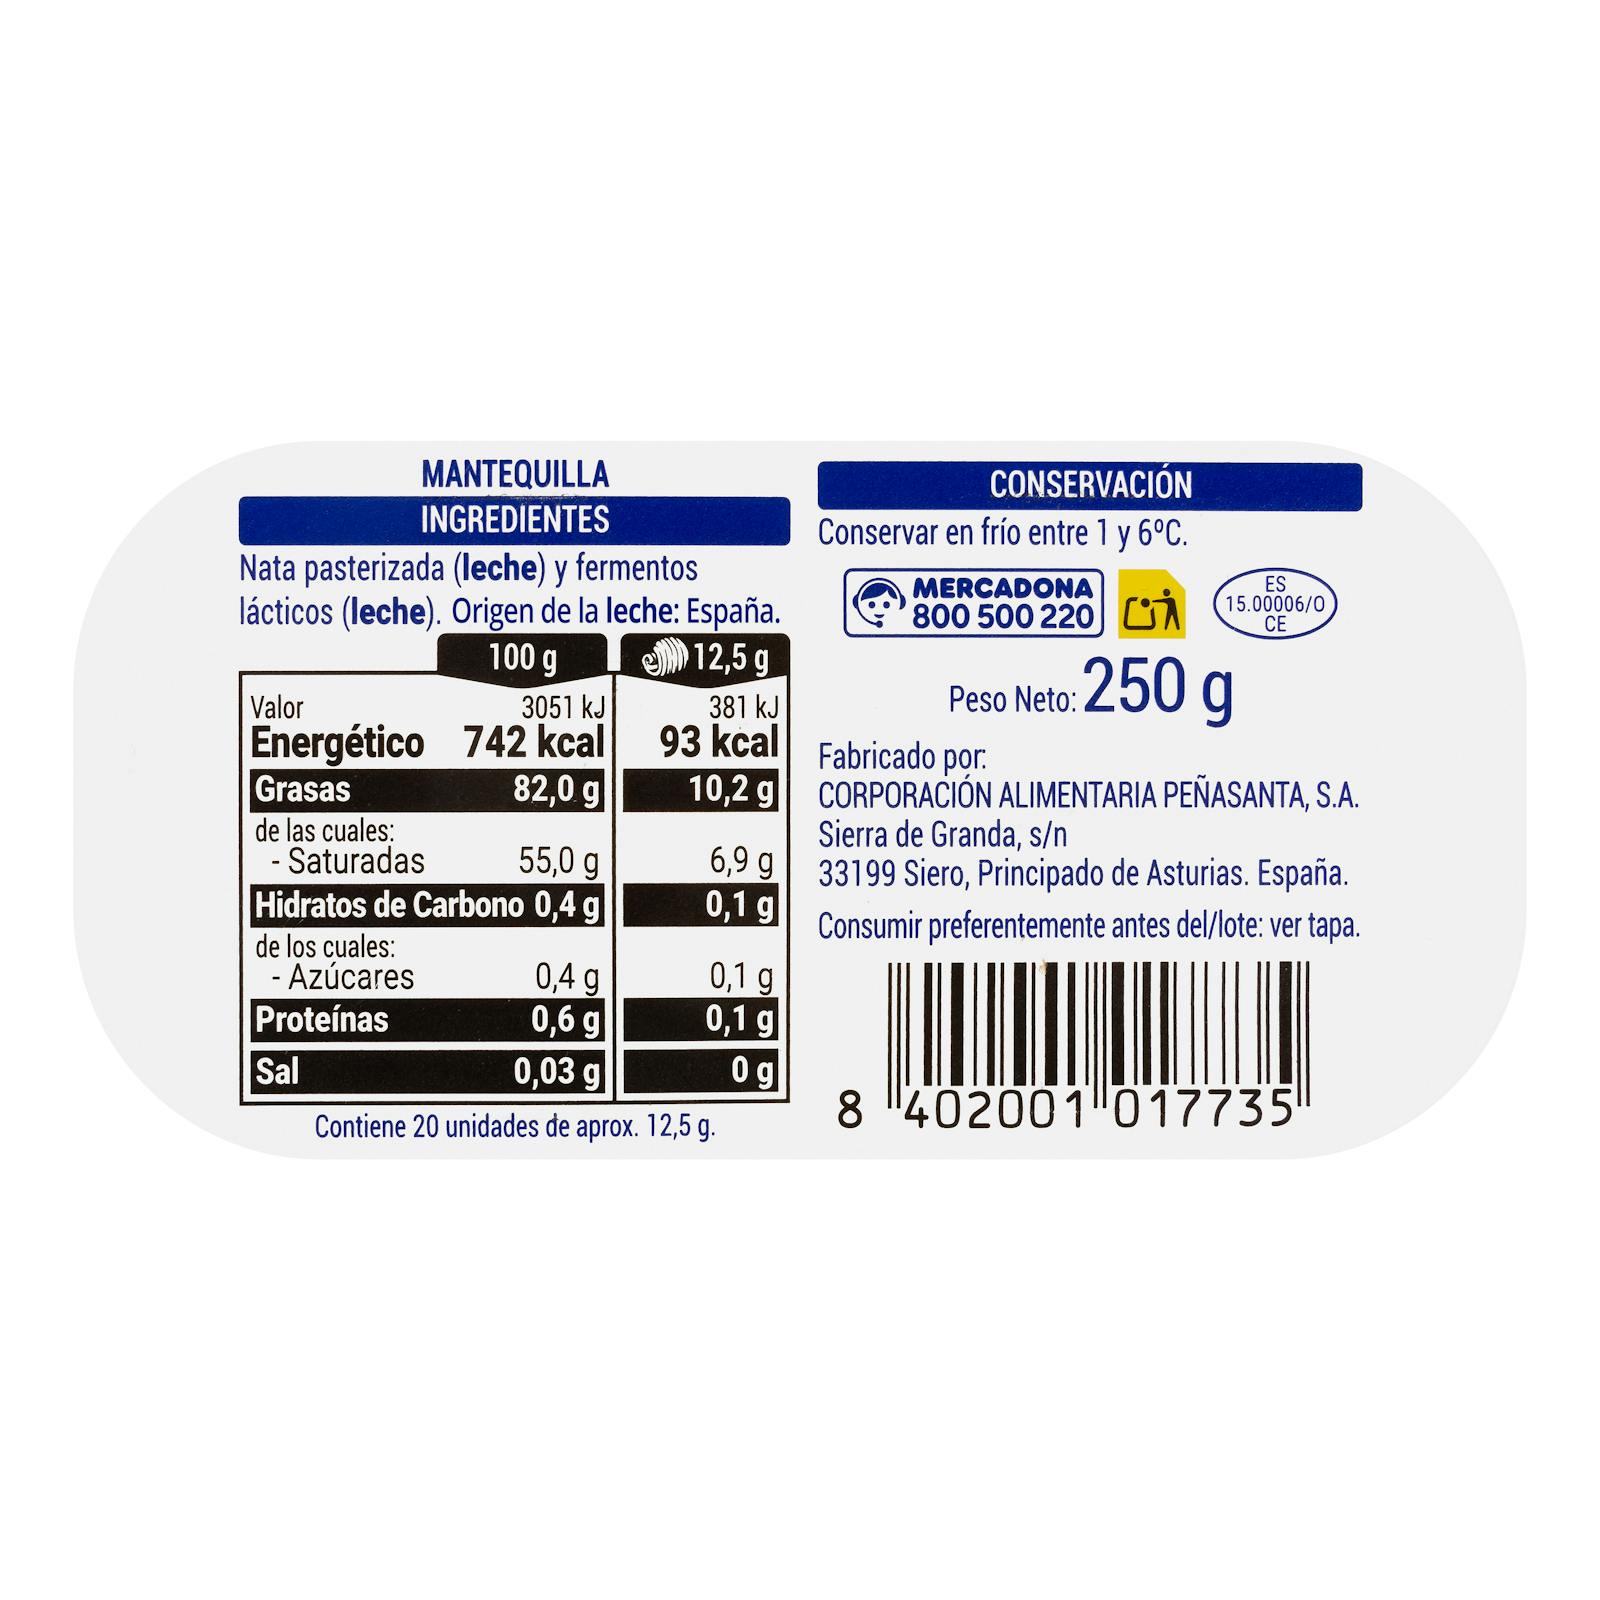 MANTEQUILLA
INGREDIENTES
Nata pasterizada (leche) y fermentos
lácticos (leche). Origen de la leche: España.
100 g 12,5 g
Valor 3051 kJ 381 kJ
Energético 742 kcal 93 kcal
Grasas 82,0 g 10,2 g
de las cuales:
- Saturadas 55,0 g 6,9 g
Hidratos de Carbono 0,4 g 0,1 g
de los cuales:
- Azúcares 0,4 g 0,1 g
Proteínas 0,6 g 0,1 g
Sal 0,03 g 0 g
Contiene 20 unidades de aprox. 12,5 g.
CONSERVACIÓN
Conservar en frío entre 1 y 6ºC.
MERCADONA
800 500 220
ES
15.00006/O
CE
Peso Neto: 250 g
Fabricado por:
CORPORACIÓN ALIMENTARIA PEÑASANTA, S.A.
Sierra de Granda, s/n
33199 Siero, Principado de Asturias. España.
Consumir preferentemente antes del/lote: ver tapa.
8 402001 017735